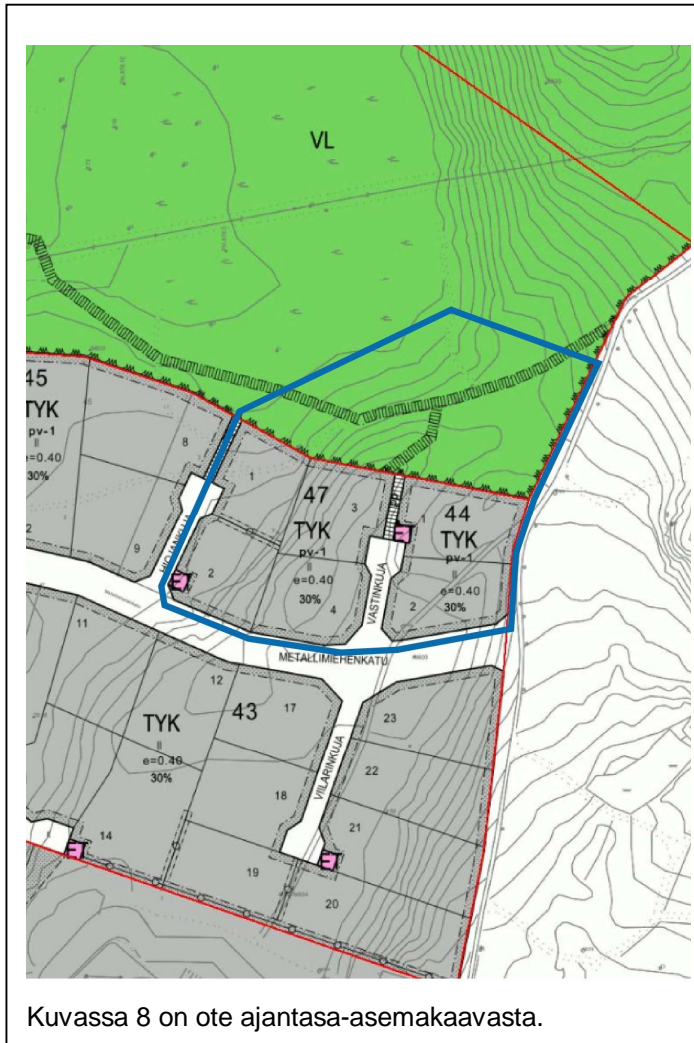 VL
45
TYK
pv-1
II
e=0.40
30%
8
9
2
1
47
TYK
pv-1
II
e=0.40
30%
3
2
4
1
44
TYK
pv-1
II
e=0.40
30%
2
HIOJANKUJA
VASTINKUJA
METALLIMIEHENKATU
11
12
17
43
TYK
II
e=0.40
30%
VIILARINKUJA
18
19
14
23
22
21
20
Kuvassa 8 on ote ajantasa-asemakaavasta.